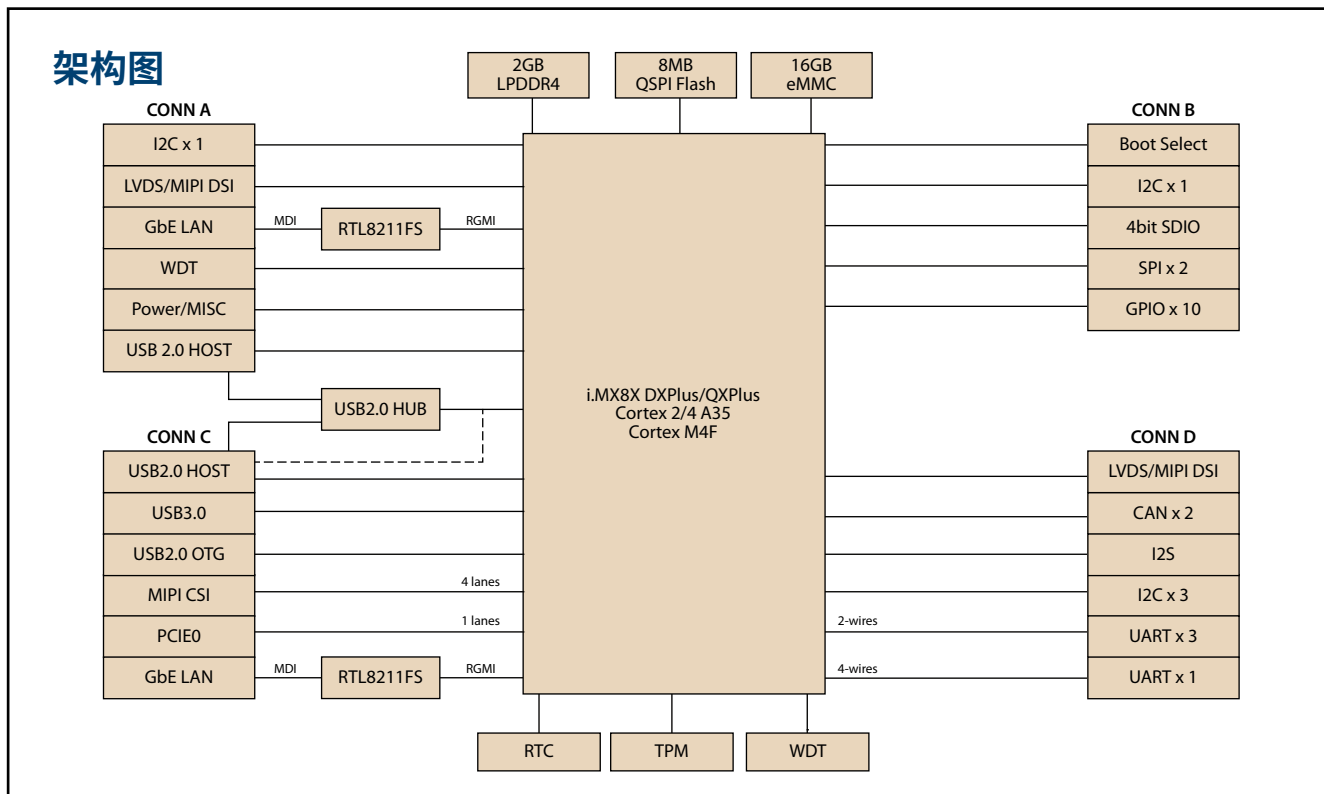 架构图
2GB
LPDDR4
8MB
QSPI Flash
16GB
eMMC
CONN A
I2C x 1
LVDS/MIPI DSI
GbE LAN
MDI
RTL8211FS
RGMI
WDT
Power/MISC
USB 2.0 HOST
USB2.0 HUB
CONN C
USB2.0 HOST
USB3.0
USB2.0 OTG
MIPI CSI
4 lanes
PCIE0
1 lanes
GbE LAN
MDI
RTL8211FS
RGMI
i.MX8X DXPlus/QXPlus
Cortex 2/4 A35
Cortex M4F
CONN B
Boot Select
I2C x 1
4bit SDIO
SPI x 2
GPIO x 10
CONN D
LVDS/MIPI DSI
CAN x 2
I2S
I2C x 3
2-wires
UART x 3
4-wires
UART x 1
RTC
TPM
WDT